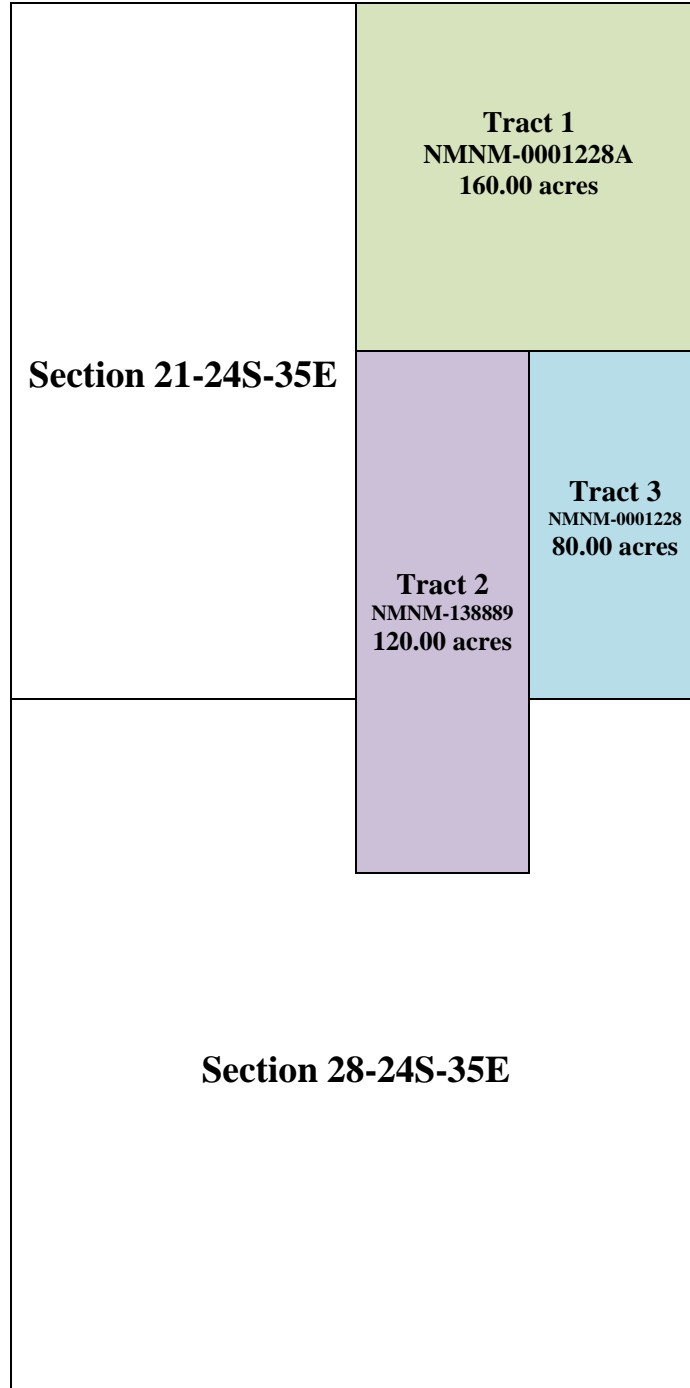 Tract 1
NMNM-0001228A
160.00 acres
Section 21-24S-35E
Tract 3
NMNM-0001228
80.00 acres
Tract 2
NMNM-138889
120.00 acres
Section 28-24S-35E